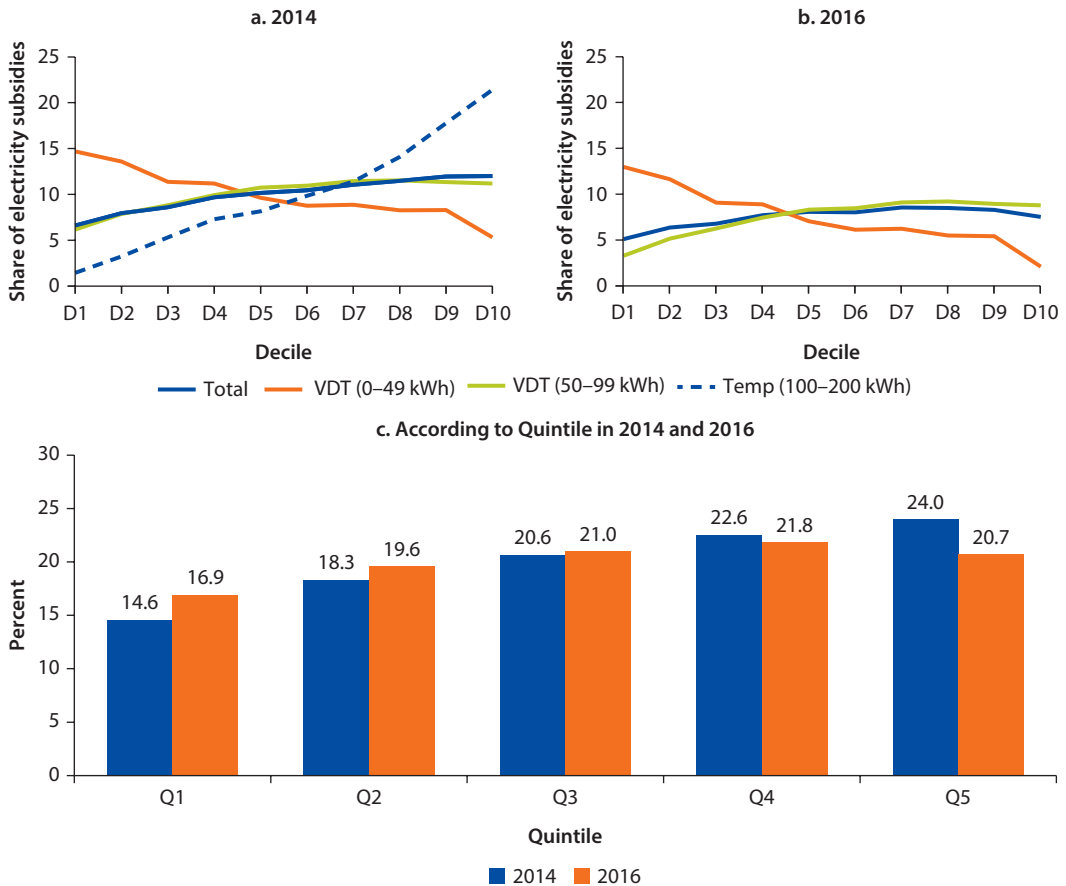 a. 2014
b. 2016
Share of electricity subsidies
25
20
15
10
5
0
D1 D2 D3 D4 D5 D6 D7 D8 D9 D10
Decile
Share of electricity subsidies
25
20
15
10
5
0
D1 D2 D3 D4 D5 D6 D7 D8 D9 D10
Decile
Total VDT (0–49 kWh) VDT (50–99 kWh) Temp (100–200 kWh)
c. According to Quintile in 2014 and 2016
Percent
30
25
20
15
10
5
0
14.6 16.9 18.3 19.6 20.6 21.0 22.6 21.8 24.0 20.7
Q1 Q2 Q3 Q4 Q5
Quintile
2014 2016